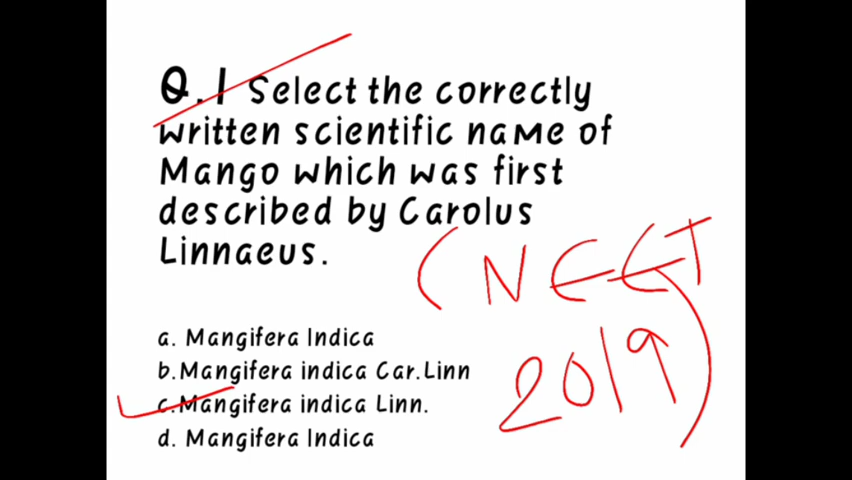 Q.1 Select the correctly
written scientific name of
Mango which was first
described by Carolus
Linnaeus.
(NEET
2019)
a. Mangifera Indica
b.Mangifera indica Car.Linn
c.Mangifera indica Linn.
d. Mangifera Indica